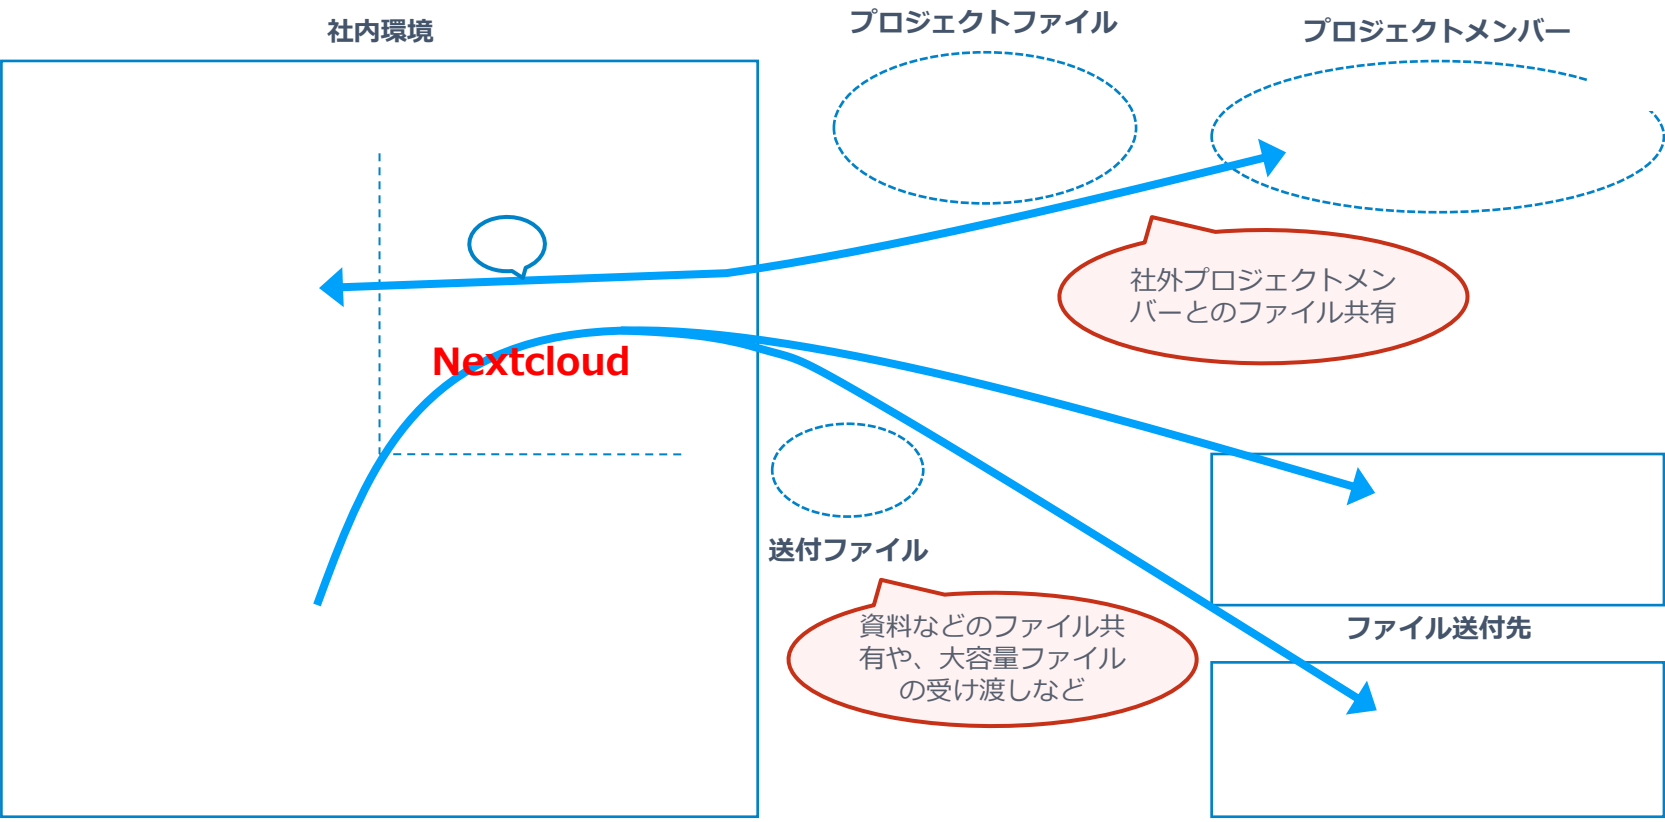 社内環境
プロジェクトファイル
プロジェクトメンバー
社外プロジェクトメン
バーとのファイル共有
Nextcloud
送付ファイル
資料などのファイル共
有や、大容量ファイル
の受け渡しなど
ファイル送付先